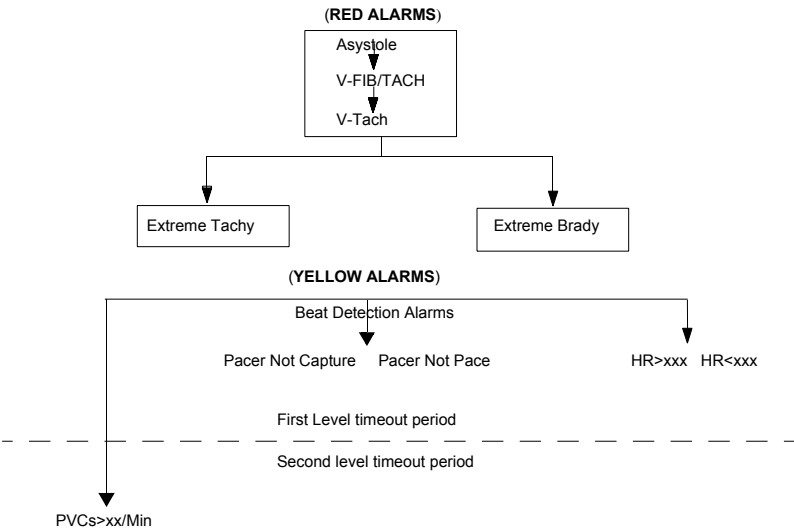 (RED ALARMS)
Asystole
V-FIB/TACH
V-Tach
Extreme Tachy
Extreme Brady
(YELLOW ALARMS)
Beat Detection Alarms
Pacer Not Capture Pacer Not Pace
HR>xxx HR<xxx
First Level timeout period
Second level timeout period
PVCs>xx/Min